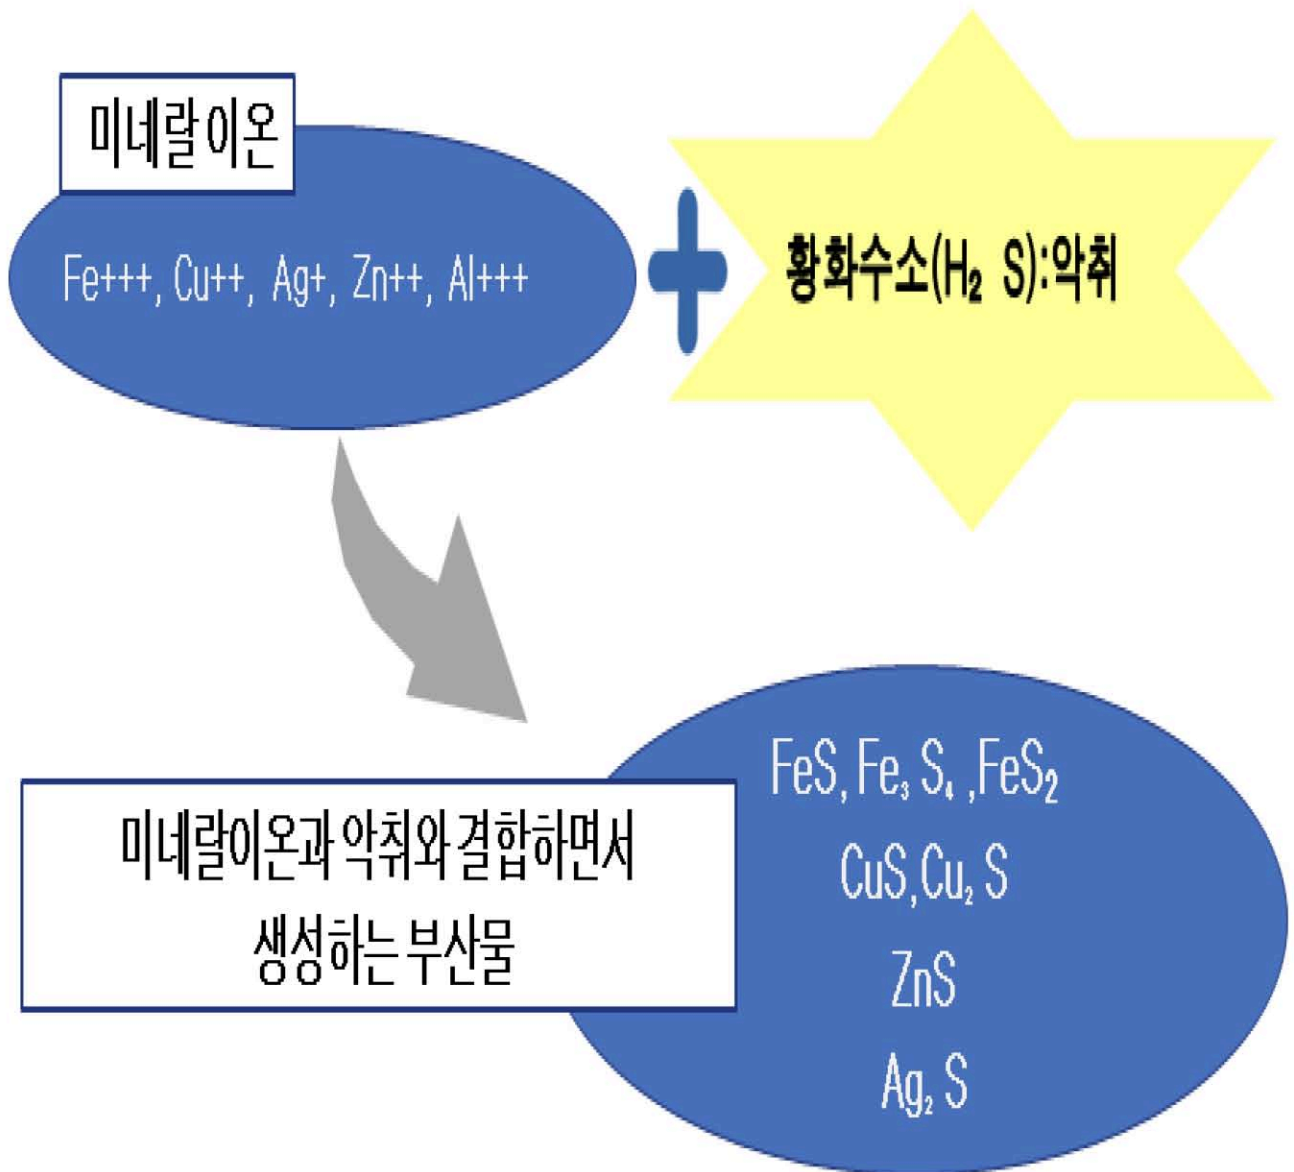 미네랄 이온
Fe+++, Cu++, Ag+, Zn++, Al+++
황화수소(H₂ S):악취
미네랄이온과 악취와 결합하면서
생성하는 부산물
FeS, Fe₃ S₄ ,FeS₂
CuS,Cu₂ S
ZnS
Ag₂ S